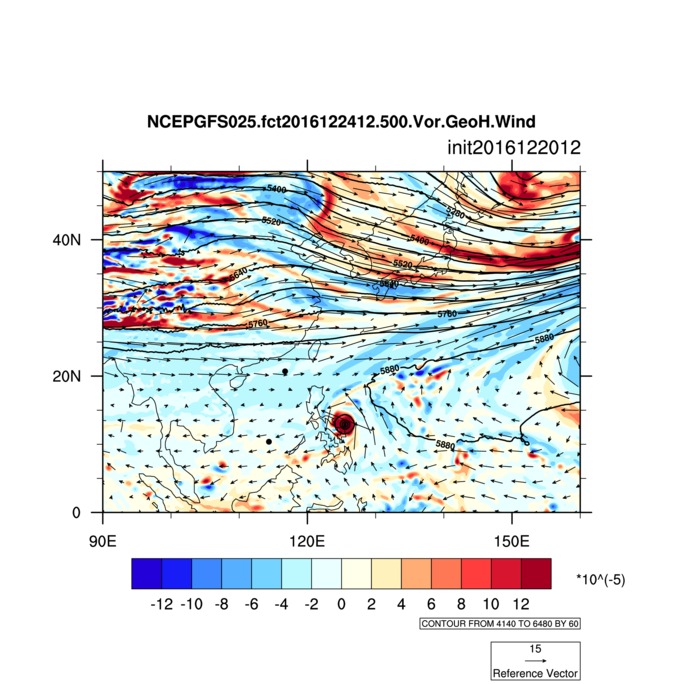 NCEPGFS025.fct2016122412.500.Vor.GeoH.Wind
init2016122012
5400
5280
5520
5400
40N
5520
5640
5640
5760
5760
5880
5880
20N
5880
0
90E 120E 150E
-12 -10 -8 -6 -4 -2 0 2 4 6 8 10 12
*10^(-5)
CONTOUR FROM 4140 TO 6480 BY 60
15
Reference Vector